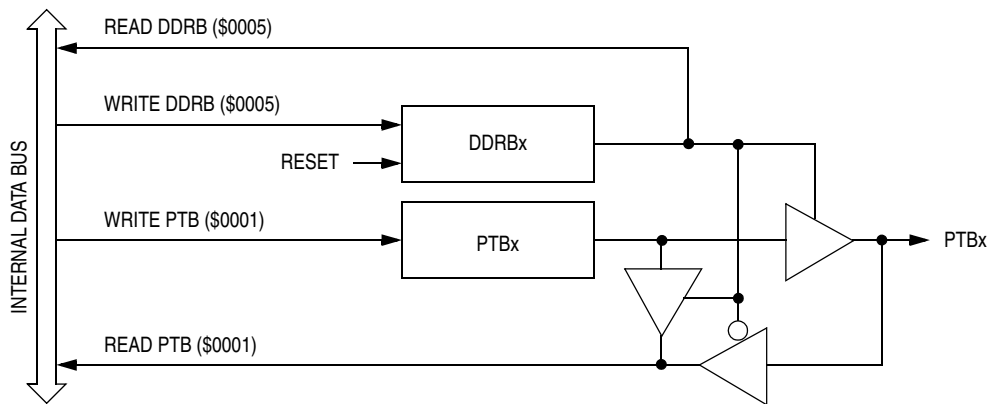 READ DDRB ($0005)
WRITE DDRB ($0005)
DDRBx
RESET
INTERNAL DATA BUS
WRITE PTB ($0001)
PTBx
PTBx
READ PTB ($0001)